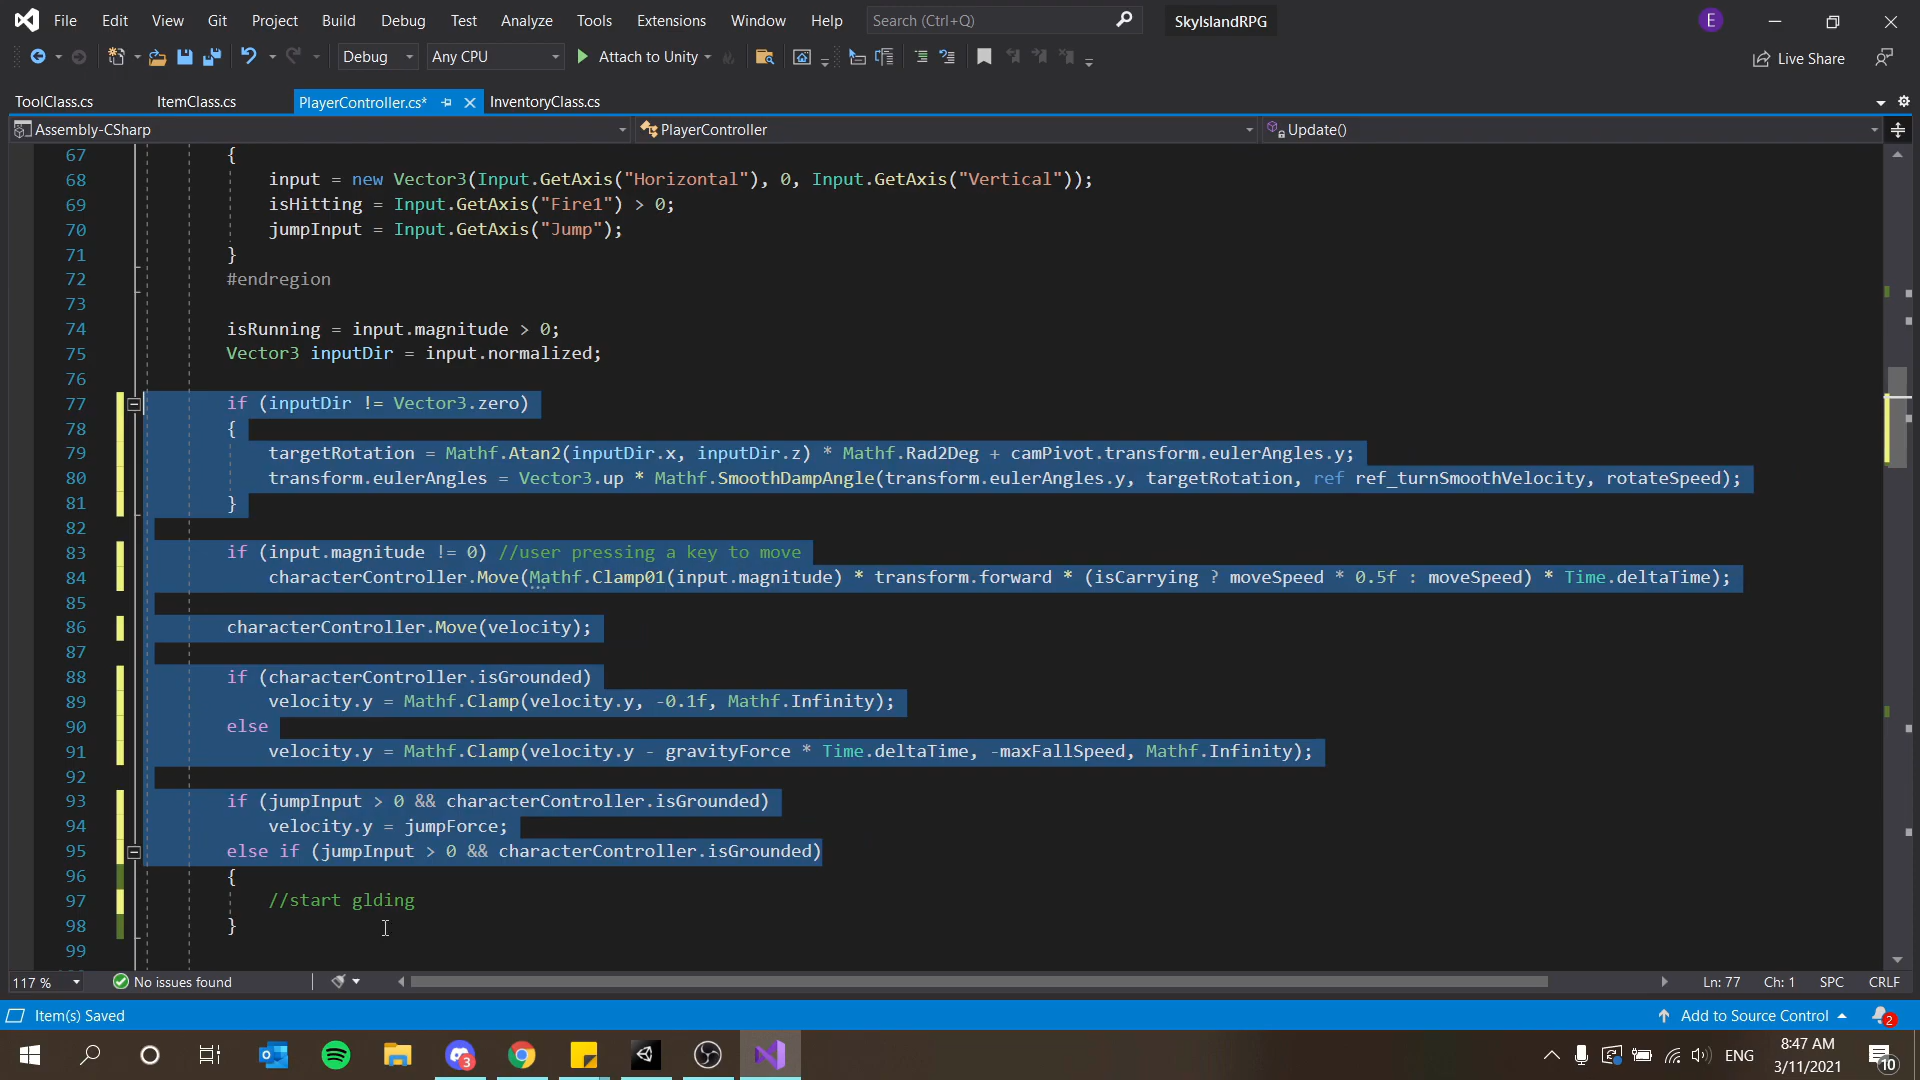 File Edit View Git Project Build Debug Test Analyze Tools Extensions Window Help Search (Ctrl+Q) SkyIslandRPG E
Debug Any CPU Attach to Unity Live Share
ToolClass.cs ItemClass.cs PlayerController.cs* InventoryClass.cs
Assembly-CSharp PlayerController Update()
67 {
68 input = new Vector3(Input.GetAxis("Horizontal"), 0, Input.GetAxis("Vertical"));
69 isHitting = Input.GetAxis("Fire1") > 0;
70 jumpInput = Input.GetAxis("Jump");
71 }
72 #endregion
73
74 isRunning = input.magnitude > 0;
75 Vector3 inputDir = input.normalized;
76
77 if (inputDir != Vector3.zero)
78 {
79 targetRotation = Mathf.Atan2(inputDir.x, inputDir.z) * Mathf.Rad2Deg + camPivot.transform.eulerAngles.y;
80 transform.eulerAngles = Vector3.up * Mathf.SmoothDampAngle(transform.eulerAngles.y, targetRotation, ref ref_turnSmoothVelocity, rotateSpeed);
81 }
82
83 if (input.magnitude != 0) //user pressing a key to move
84 characterController.Move(Mathf.Clamp01(input.magnitude) * transform.forward * (isCarrying ? moveSpeed * 0.5f : moveSpeed) * Time.deltaTime);
85
86 characterController.Move(velocity);
87
88 if (characterController.isGrounded)
89 velocity.y = Mathf.Clamp(velocity.y, -0.1f, Mathf.Infinity);
90 else
91 velocity.y = Mathf.Clamp(velocity.y - gravityForce * Time.deltaTime, -maxFallSpeed, Mathf.Infinity);
92
93 if (jumpInput > 0 && characterController.isGrounded)
94 velocity.y = jumpForce;
95 else if (jumpInput > 0 && characterController.isGrounded)
96 {
97 //start glding
98 }
99
117 % No issues found Ln: 77 Ch: 1 SPC CRLF
Item(s) Saved Add to Source Control 2
3 ENG 8:47 AM
3/11/2021 10